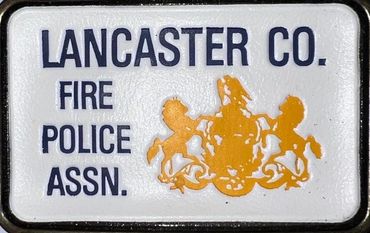 LANCASTER CO.
FIRE
POLICE
ASSN.